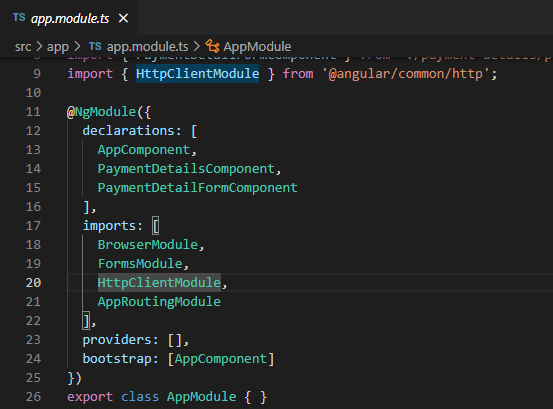 TS app.module.ts ×
src > app > TS app.module.ts > AppModule
8 import { PaymentDetailFormComponent } from './payment-details/p
9 import { HttpClientModule } from '@angular/common/http';
10
11 @NgModule({
12 declarations: [
13 AppComponent,
14 PaymentDetailsComponent,
15 PaymentDetailFormComponent
16 ],
17 imports: [
18 BrowserModule,
19 FormsModule,
20 HttpClientModule,
21 AppRoutingModule
22 ],
23 providers: [],
24 bootstrap: [AppComponent]
25 })
26 export class AppModule { }